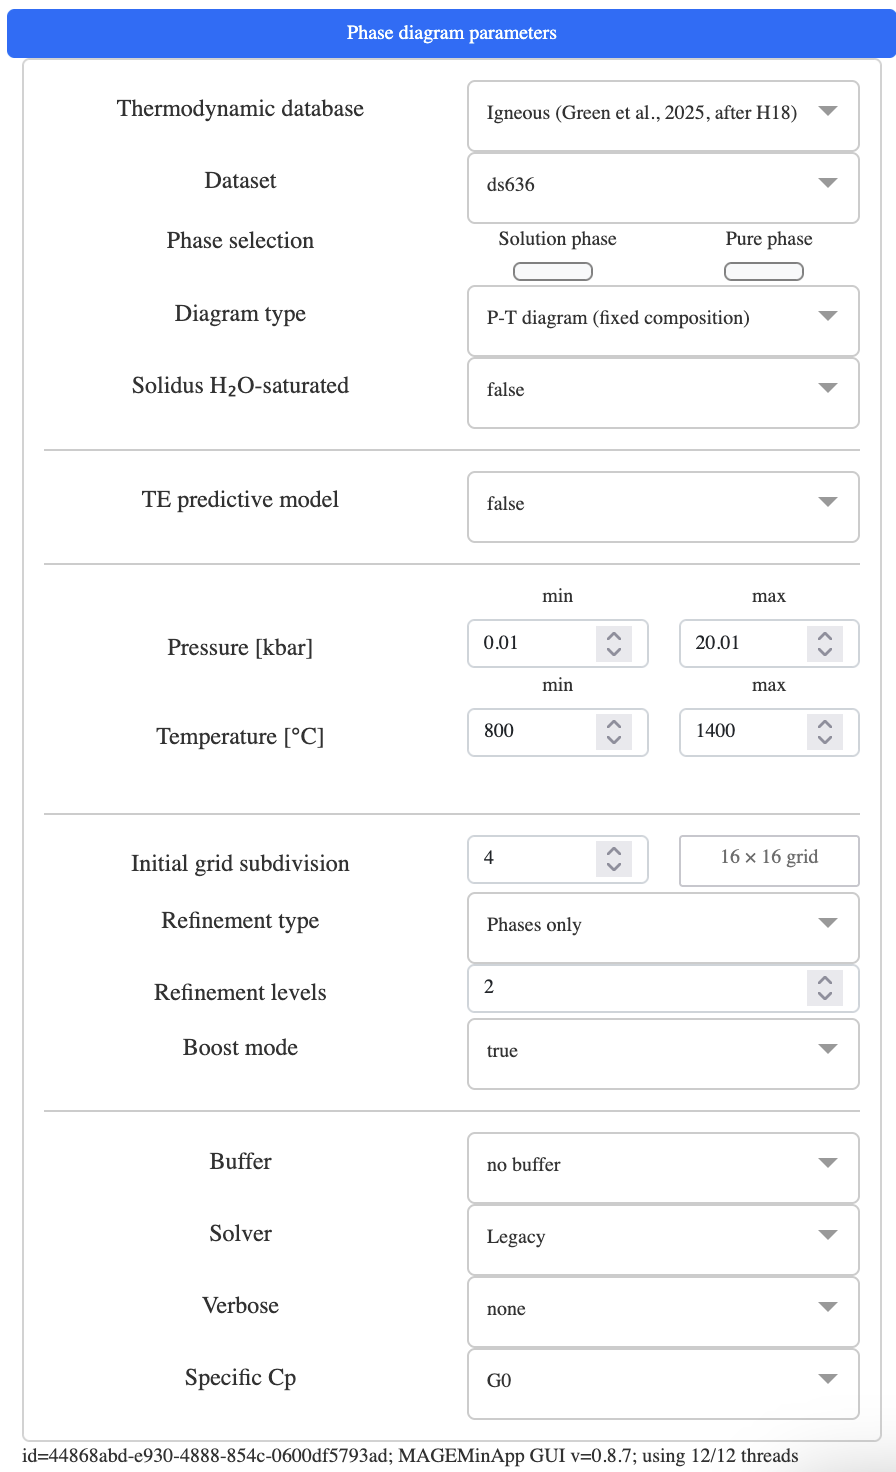 Phase diagram parameters
Thermodynamic database
Igneous (Green et al., 2025, after H18)
Dataset
ds636
Phase selection
Solution phase
Pure phase
Diagram type
P-T diagram (fixed composition)
Solidus H₂O-saturated
false
TE predictive model
false
min max
Pressure [kbar]
0.01 20.01
min max
Temperature [°C]
800 1400
Initial grid subdivision
4
16 × 16 grid
Refinement type
Phases only
Refinement levels
2
Boost mode
true
Buffer
no buffer
Solver
Legacy
Verbose
none
Specific Cp
G0
id=44868abd-e930-4888-854c-0600df5793ad; MAGEMinApp GUI v=0.8.7; using 12/12 threads